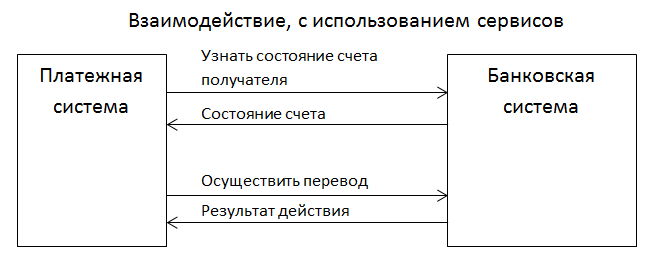 Взаимодействие, с использованием сервисов
Платежная
система
Узнать состояние счета
получателя
Состояние счета
Осуществить перевод
Результат действия
Банковская
система